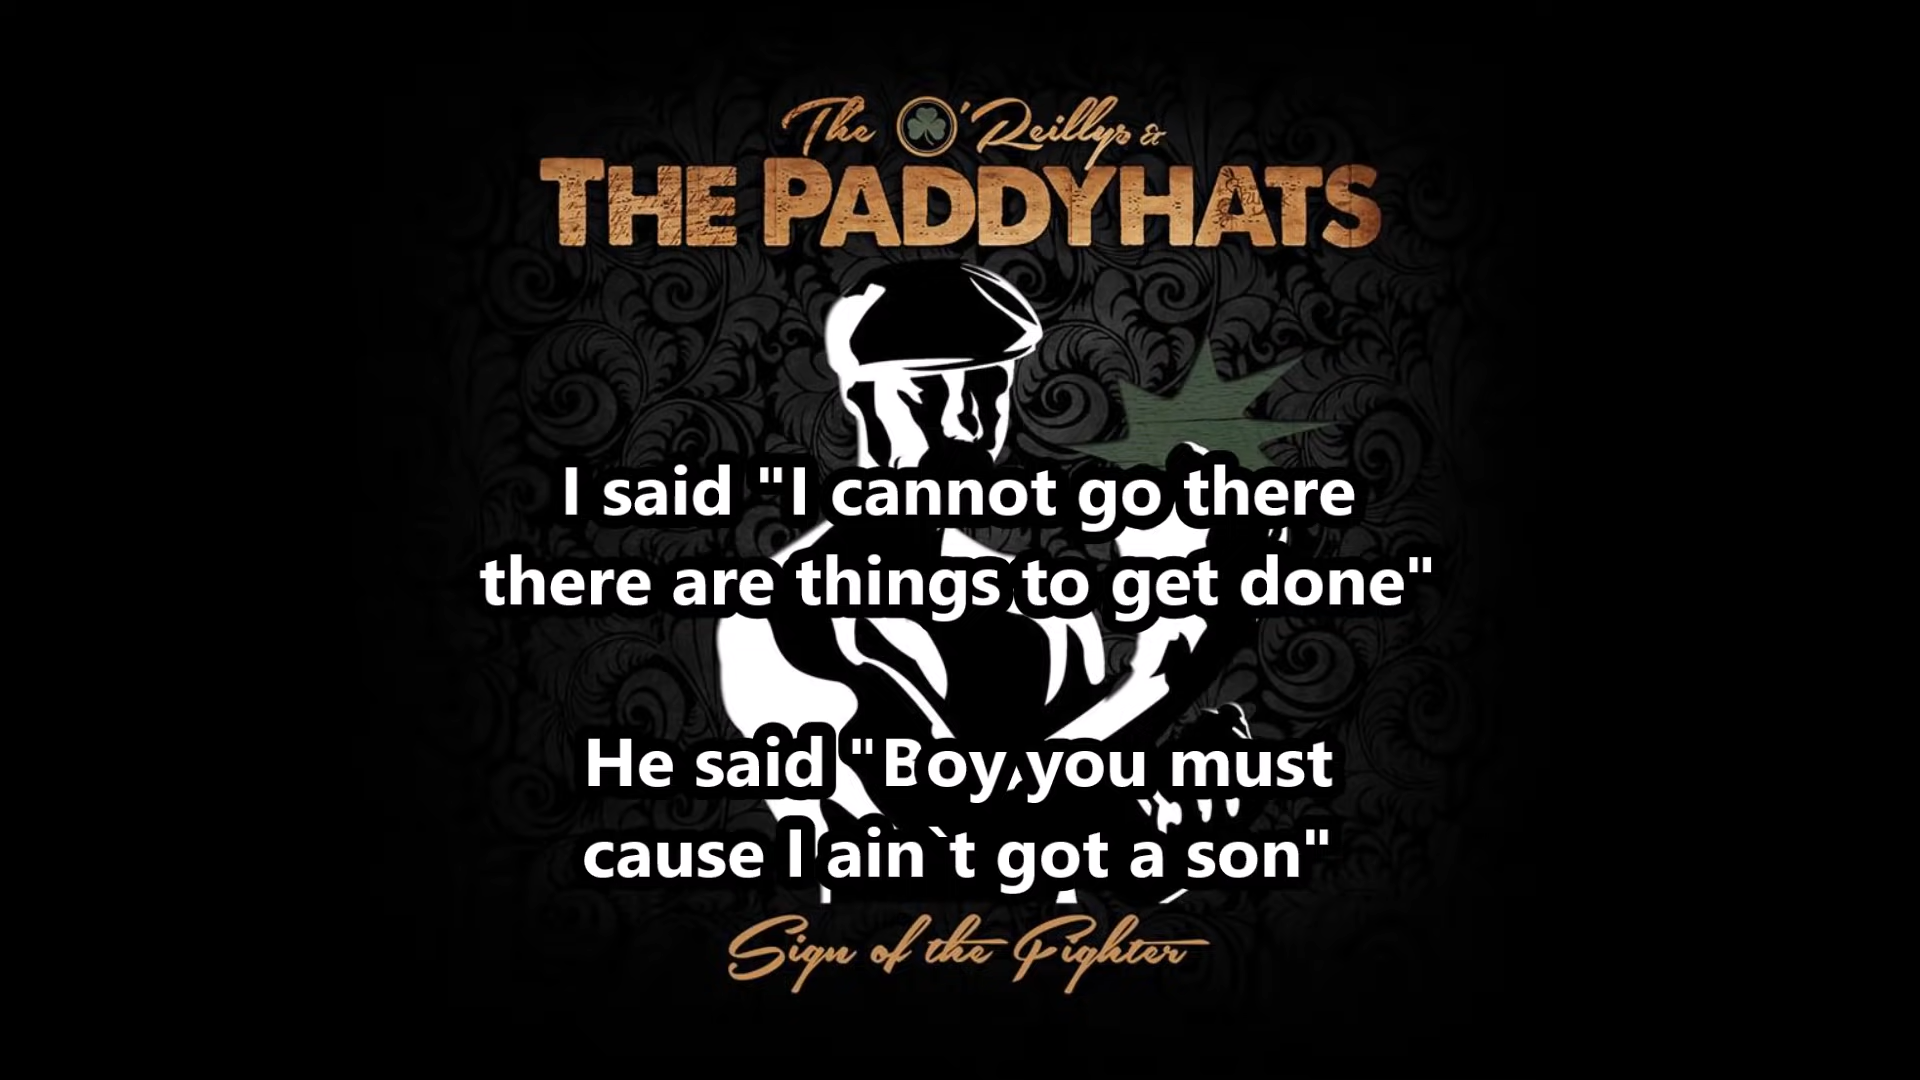 The O'Reillys &
THE PADDYHATS
I said "I cannot go there
there are things to get done"
He said "Boy you must
cause I ain`t got a son"
Sign of the Fighter